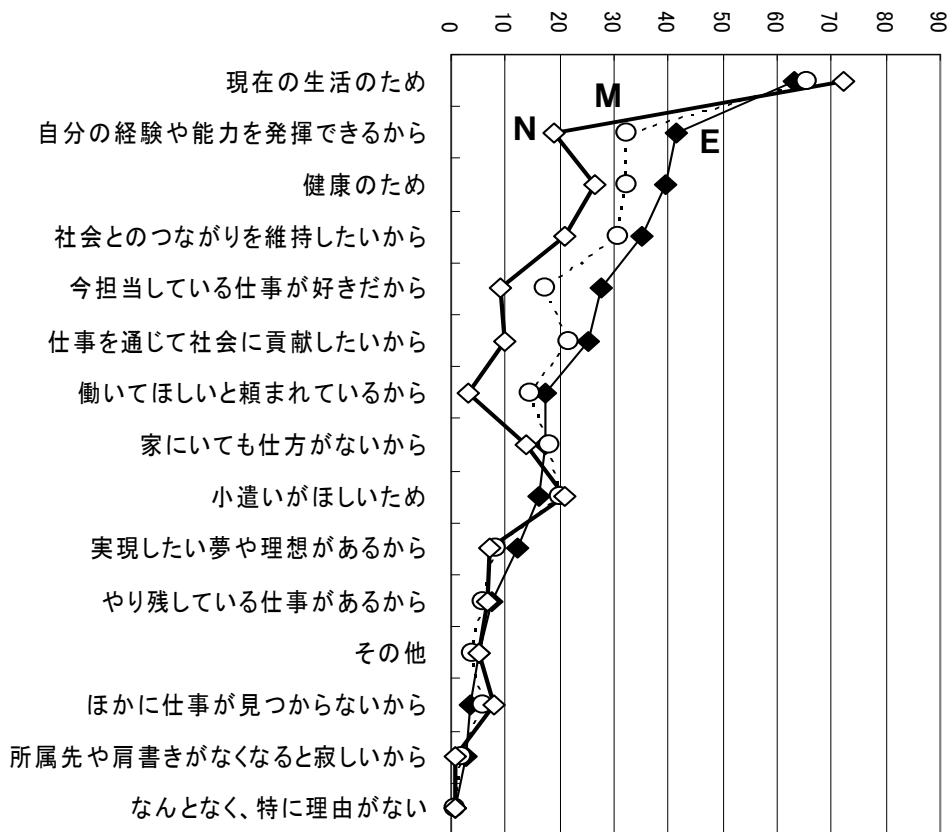 0 10 20 30 40 50 60 70 80 90
現在の生活のため
M
自分の経験や能力を発揮できるから
N
E
健康のため
社会とのつながりを維持したいから
今担当している仕事が好きだから
仕事を通じて社会に貢献したいから
働いてほしいと頼まれているから
家にいても仕方がないから
小遣いがほしいため
実現したい夢や理想があるから
やり残している仕事があるから
その他
ほかに仕事が見つからないから
所属先や肩書きがなくなると寂しいから
なんとなく、特に理由がない